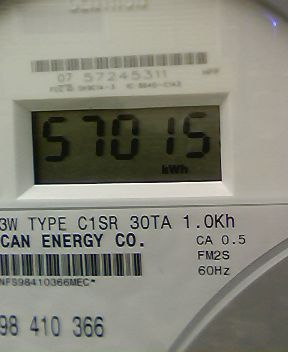 07 57245311
57015
kWh
3W TYPE C1SR 30TA 1.0Kh
CAN ENERGY CO.
CA 0.5
FM2S
60Hz
NFS98410366MEC*
98 410 366